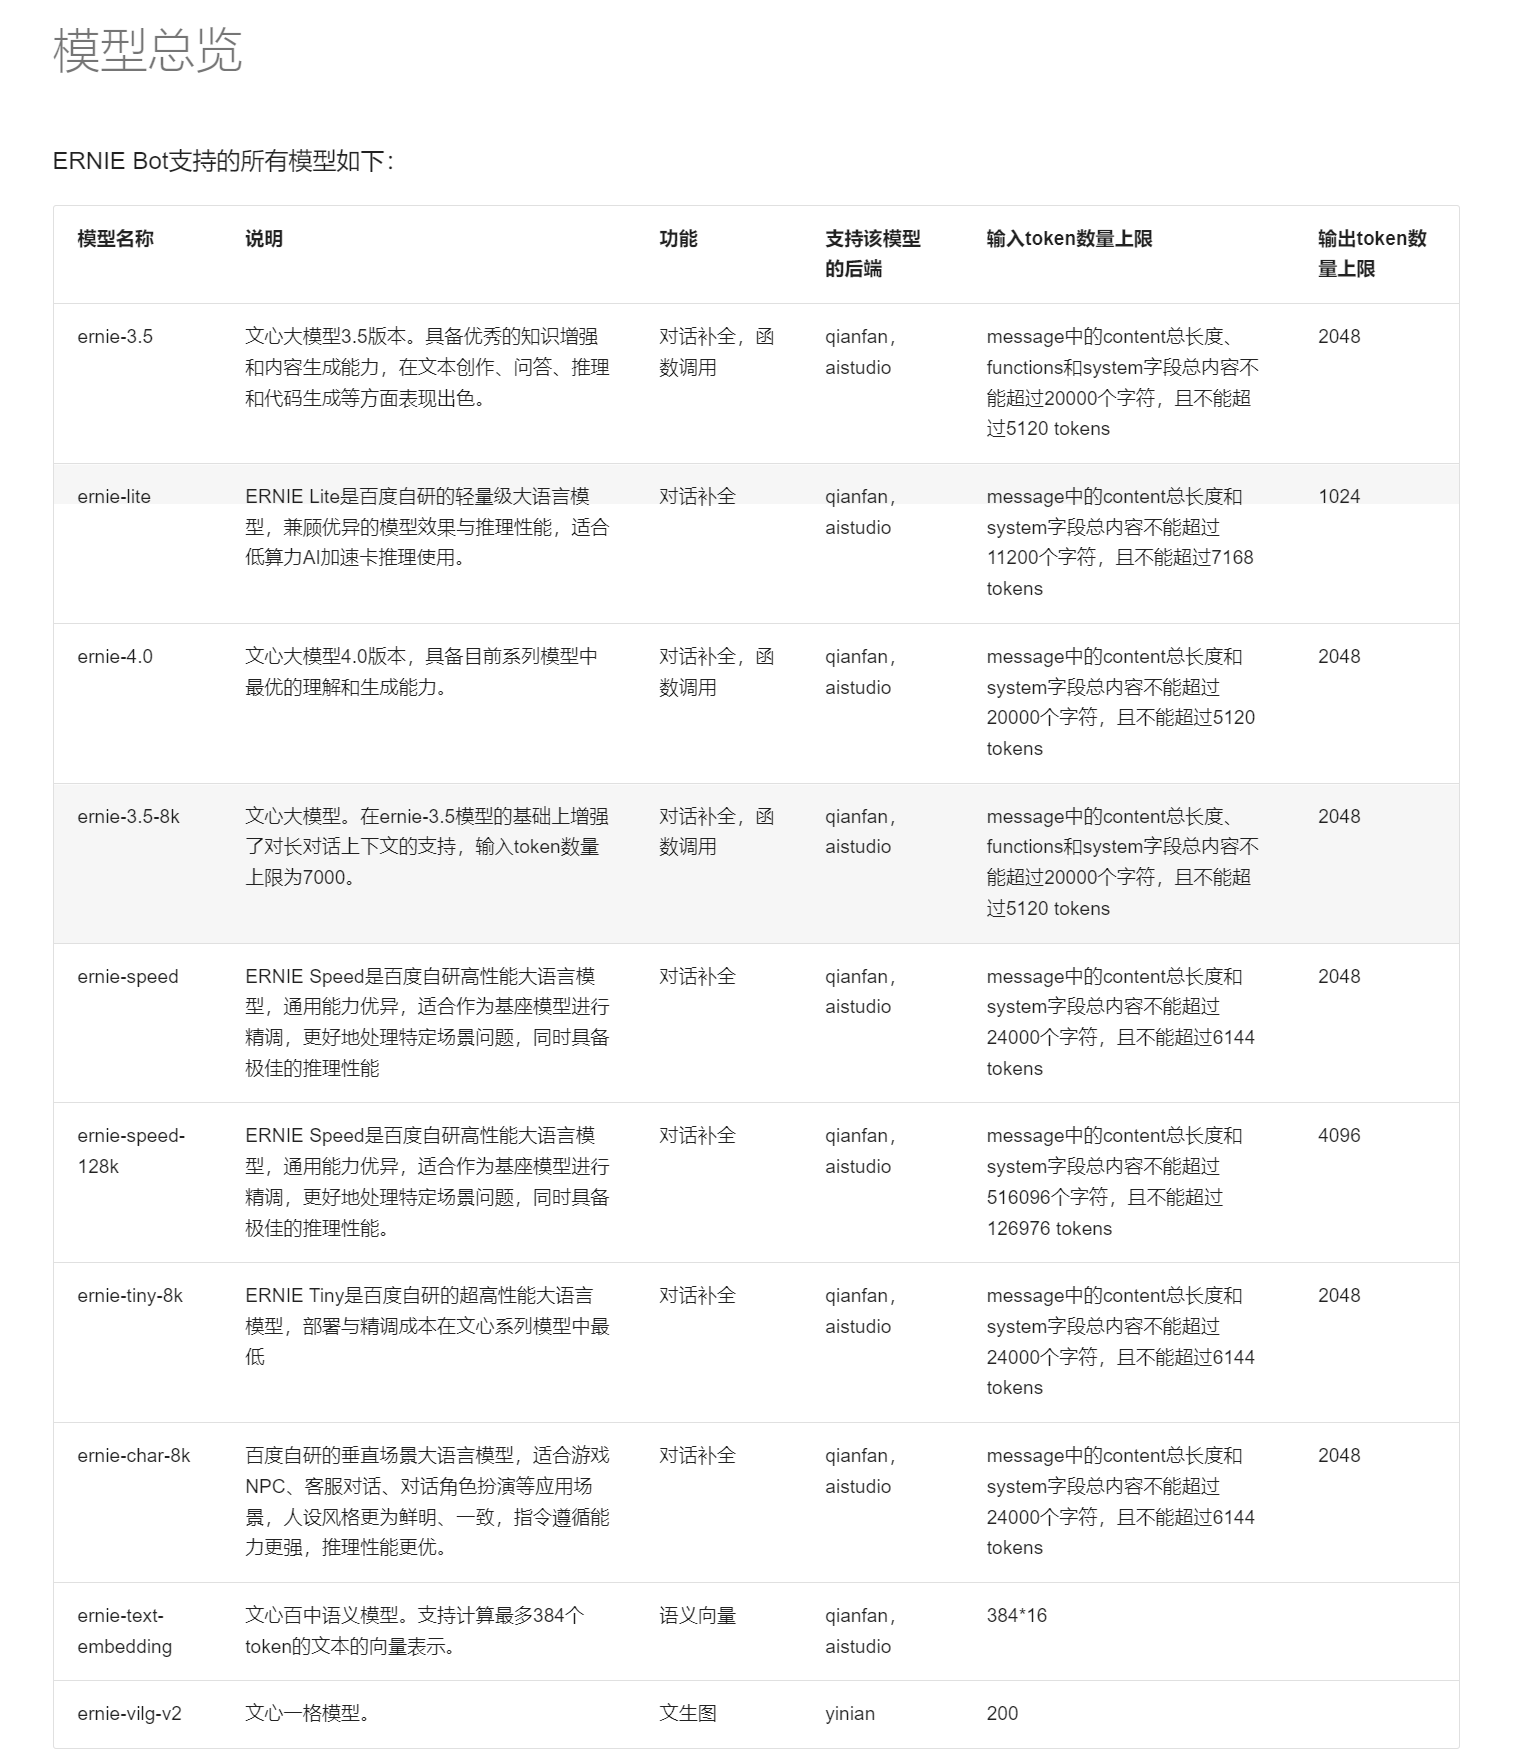 模型总览
ERNIE Bot支持的所有模型如下：
模型名称
说明
功能
支持该模型
的后端
输入token数量上限
输出token数
量上限
ernie-3.5
文心大模型3.5版本。具备优秀的知识增强
和内容生成能力，在文本创作、问答、推理
和代码生成等方面表现出色。
对话补全，函
数调用
qianfan，
aistudio
message中的content总长度、
functions和system字段总内容不
能超过20000个字符，且不能超
过5120 tokens
2048
ernie-lite
ERNIE Lite是百度自研的轻量级大语言模
型，兼顾优异的模型效果与推理性能，适合
低算力AI加速卡推理使用。
对话补全
qianfan，
aistudio
message中的content总长度和
system字段总内容不能超过
11200个字符，且不能超过7168
tokens
1024
ernie-4.0
文心大模型4.0版本，具备目前系列模型中
最优的理解和生成能力。
对话补全，函
数调用
qianfan，
aistudio
message中的content总长度和
system字段总内容不能超过
20000个字符，且不能超过5120
tokens
2048
ernie-3.5-8k
文心大模型。在ernie-3.5模型的基础上增强
了对长对话上下文的支持，输入token数量
上限为7000。
对话补全，函
数调用
qianfan，
aistudio
message中的content总长度、
functions和system字段总内容不
能超过20000个字符，且不能超
过5120 tokens
2048
ernie-speed
ERNIE Speed是百度自研高性能大语言模
型，通用能力优异，适合作为基座模型进行
精调，更好地处理特定场景问题，同时具备
极佳的推理性能
对话补全
qianfan，
aistudio
message中的content总长度和
system字段总内容不能超过
24000个字符，且不能超过6144
tokens
2048
ernie-speed-
128k
ERNIE Speed是百度自研高性能大语言模
型，通用能力优异，适合作为基座模型进行
精调，更好地处理特定场景问题，同时具备
极佳的推理性能。
对话补全
qianfan，
aistudio
message中的content总长度和
system字段总内容不能超过
516096个字符，且不能超过
126976 tokens
4096
ernie-tiny-8k
ERNIE Tiny是百度自研的超高性能大语言
模型，部署与精调成本在文心系列模型中最
低
对话补全
qianfan，
aistudio
message中的content总长度和
system字段总内容不能超过
24000个字符，且不能超过6144
tokens
2048
ernie-char-8k
百度自研的垂直场景大语言模型，适合游戏
NPC、客服对话、对话角色扮演等应用场
景，人设风格更为鲜明、一致，指令遵循能
力更强，推理性能更优。
对话补全
qianfan，
aistudio
message中的content总长度和
system字段总内容不能超过
24000个字符，且不能超过6144
tokens
2048
ernie-text-
embedding
文心百中语义模型。支持计算最多384个
token的文本的向量表示。
语义向量
qianfan，
aistudio
384*16
ernie-vilg-v2
文心一格模型。
文生图
yinian
200